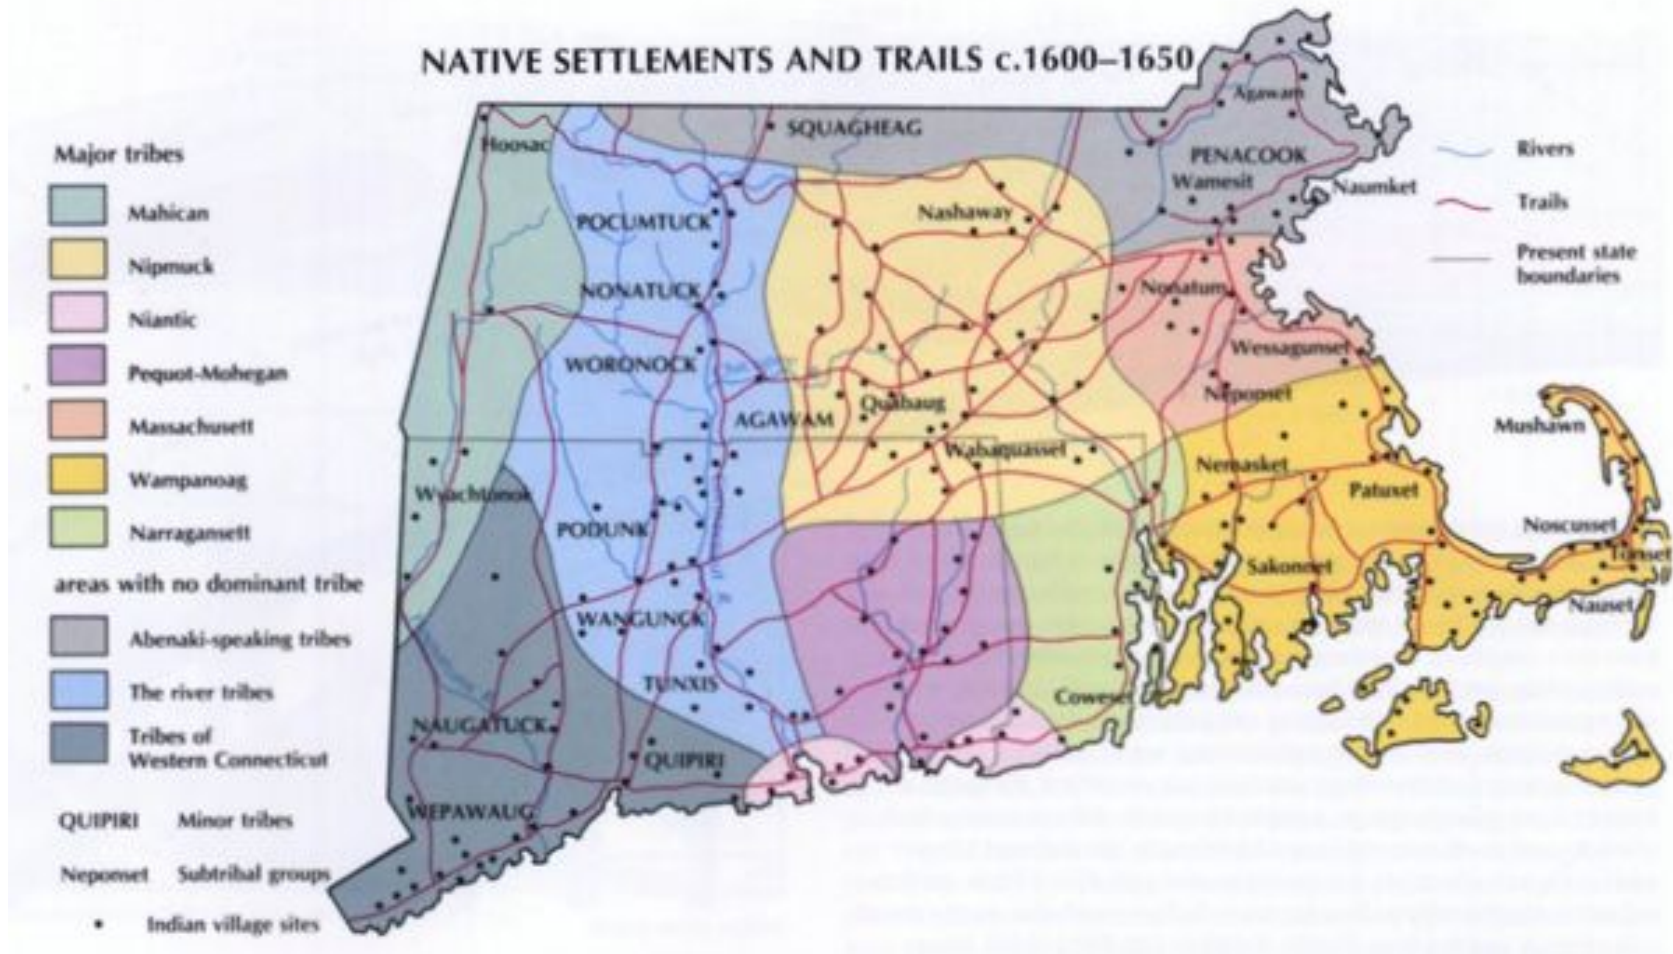 NATIVE SETTLEMENTS AND TRAILS c.1600–1650
Major tribes
Mahican
Nipmuck
Niantic
Pequot-Mohegan
Massachusett
Wampanoag
Narragansett
areas with no dominant tribe
Abenaki-speaking tribes
The river tribes
Tribes of
Western Connecticut
QUIPIRI Minor tribes
Neponset Subtribal groups
Indian village sites
Rivers
Trails
Present state
boundaries
Hoosac
SQUAGHEAG
Agawam
PENACOOK
Wamesit
Naumket
POCUMTUCK
Nashaway
NONATUCK
Nonatum
WORONOCK
Wessagunset
Neponset
AGAWAM
Quabaug
Mushawn
Wabaquasset
Nemasket
Wyachtonok
Patuxet
PODUNK
Noscusset
Sakonnet
Nauset
WANGUNCK
TUNXIS
Coweset
NAUGATUCK
QUIPIRI
WEPAWAUG